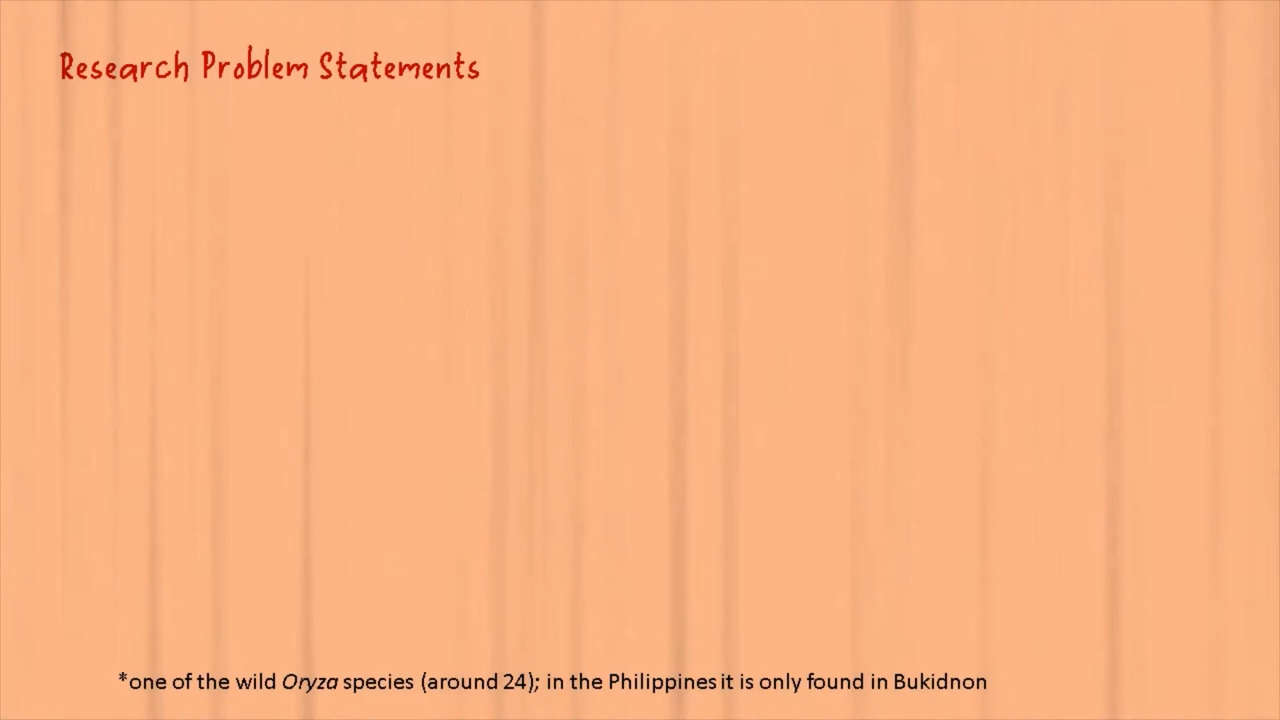 Research Problem Statements
*one of the wild Oryza species (around 24); in the Philippines it is only found in Bukidnon